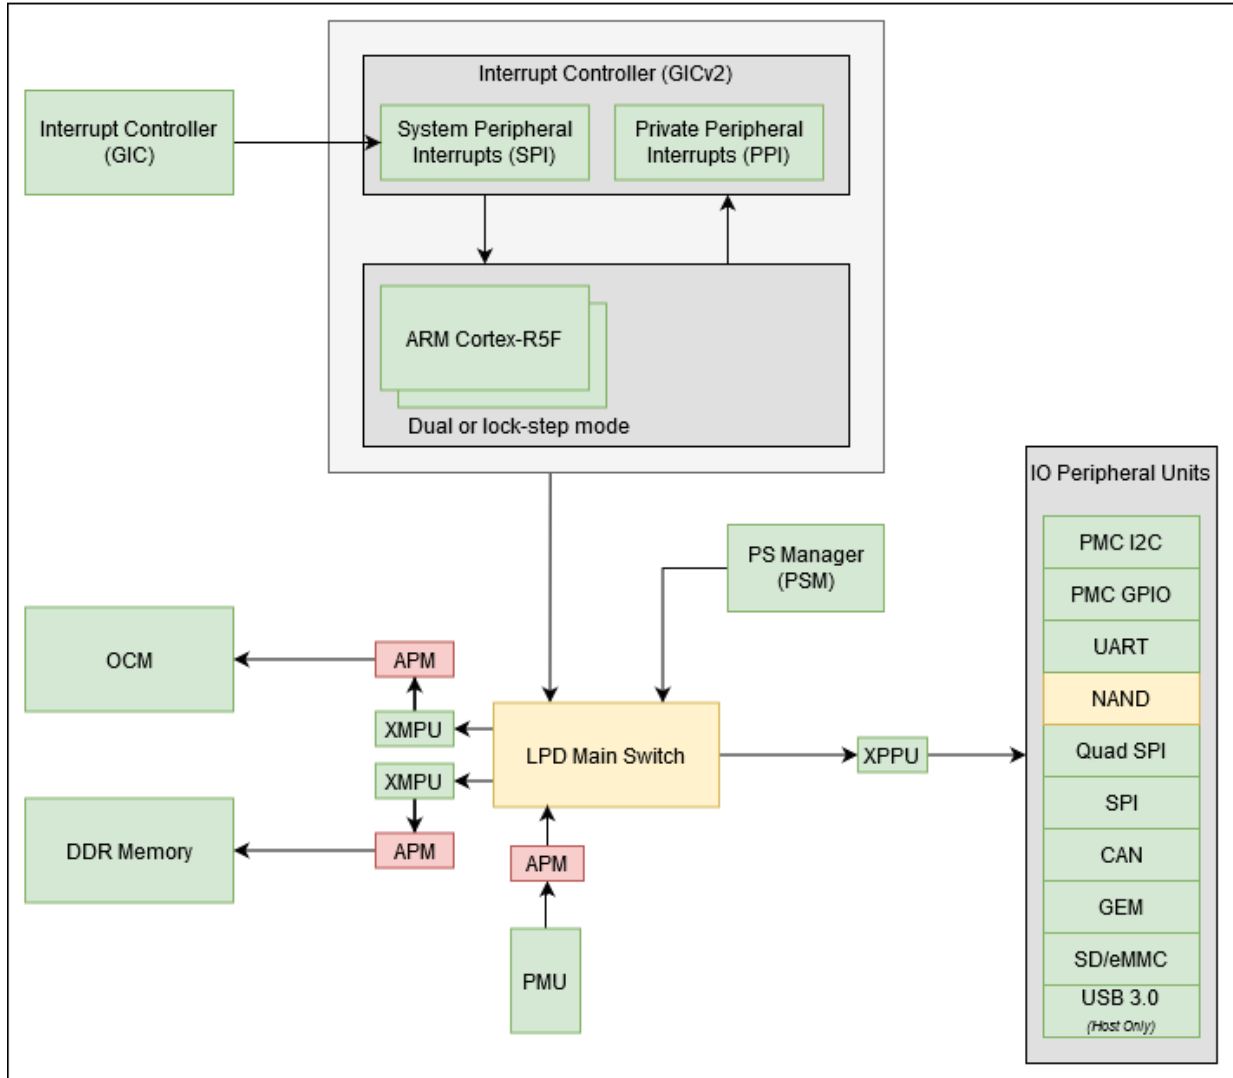 Interrupt Controller (GICv2)
Interrupt Controller
(GIC)
System Peripheral
Interrupts (SPI)
Private Peripheral
Interrupts (PPI)
ARM Cortex-R5F
Dual or lock-step mode
IO Peripheral Units
PMC I2C
PMC GPIO
UART
NAND
Quad SPI
SPI
CAN
GEM
SD/eMMC
USB 3.0
(Host Only)
PS Manager
(PSM)
OCM
APM
XMPU
LPD Main Switch
XPPU
XMPU
DDR Memory
APM
APM
PMU